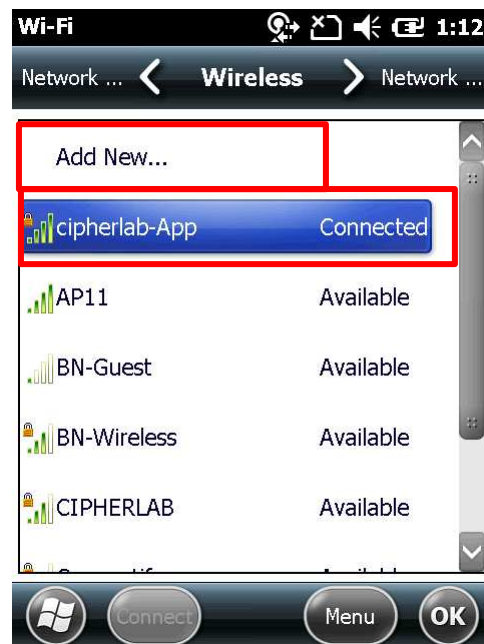 Wi-Fi 1:12
Network ... Wireless Network ...
Add New...
cipherlab-App Connected
AP11 Available
BN-Guest Available
BN-Wireless Available
CIPHERLAB Available
Connect Menu OK